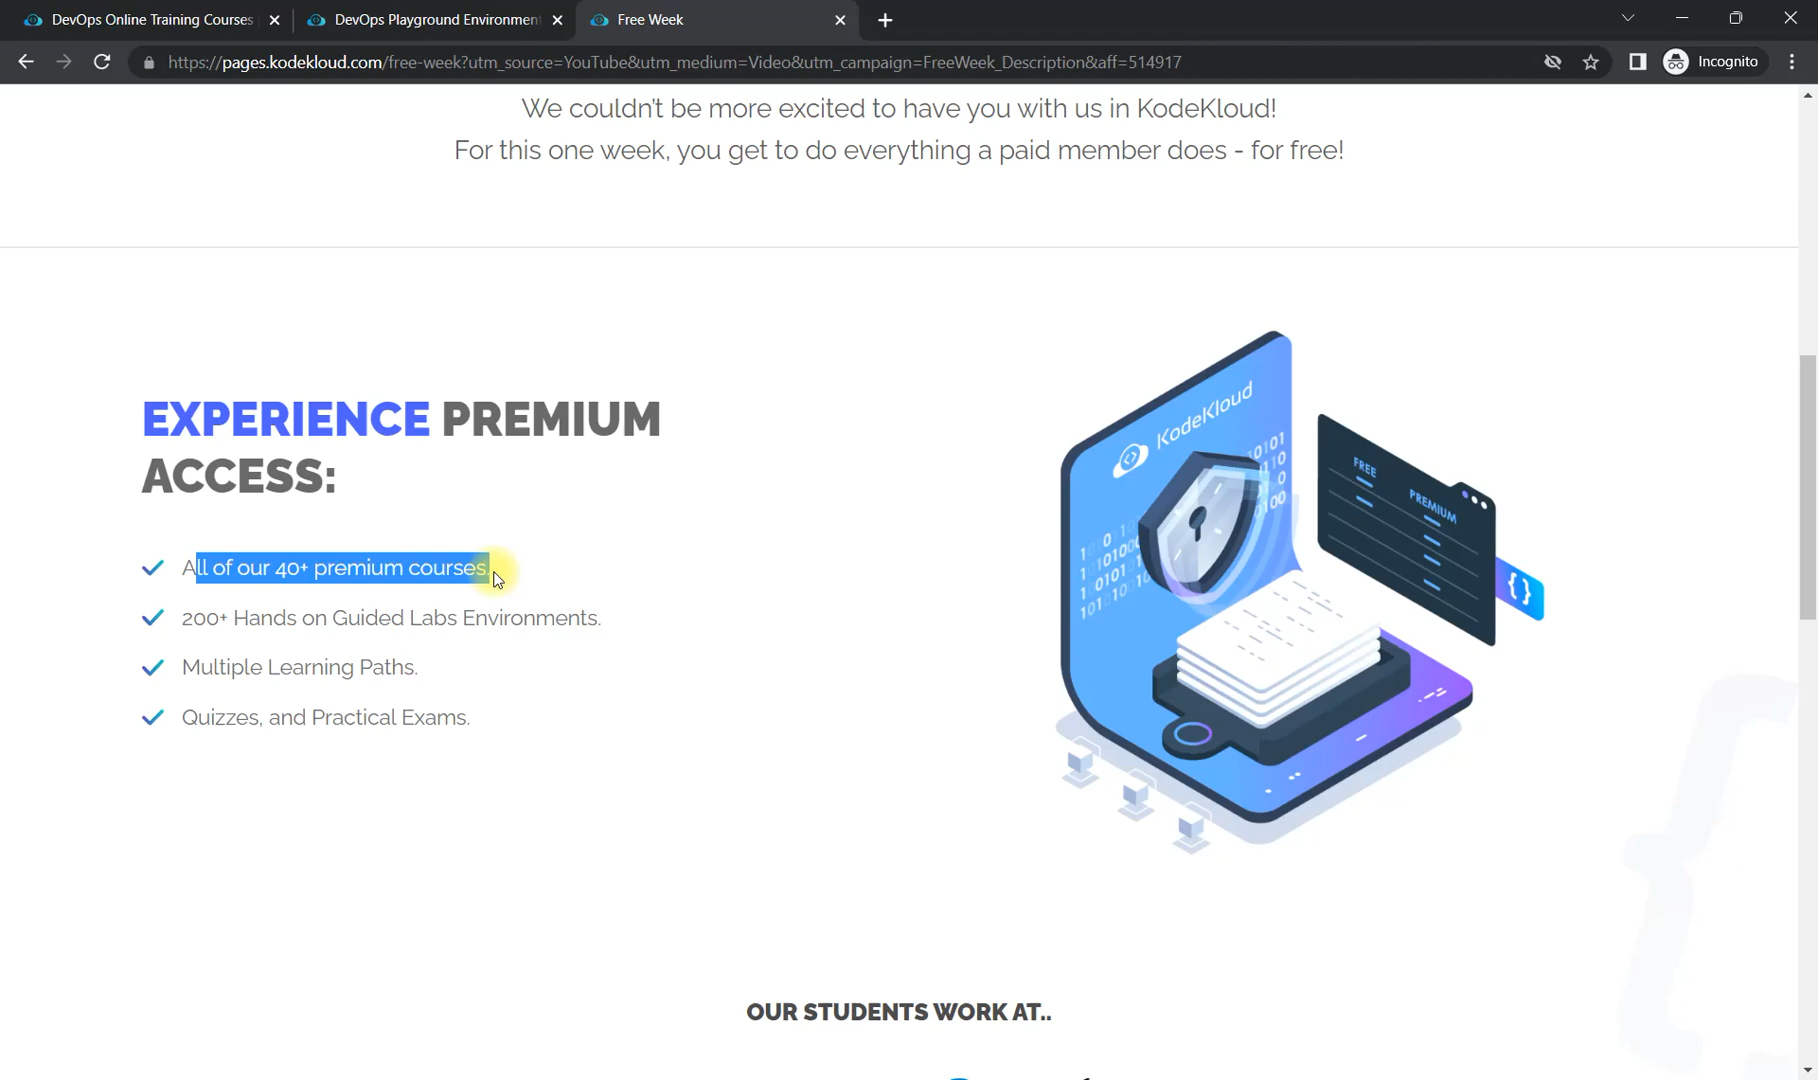 DevOps Online Training Courses
DevOps Playground Environment
Free Week
https://pages.kodekloud.com/free-week?utm_source=YouTube&utm_medium=Video&utm_campaign=FreeWeek_Description&aff=514917
Incognito
We couldn't be more excited to have you with us in KodeKloud!
For this one week, you get to do everything a paid member does - for free!
EXPERIENCE PREMIUM
ACCESS:
All of our 40+ premium courses.
200+ Hands on Guided Labs Environments.
Multiple Learning Paths.
Quizzes, and Practical Exams.
KodeKloud
FREE
PREMIUM
{ }
OUR STUDENTS WORK AT..